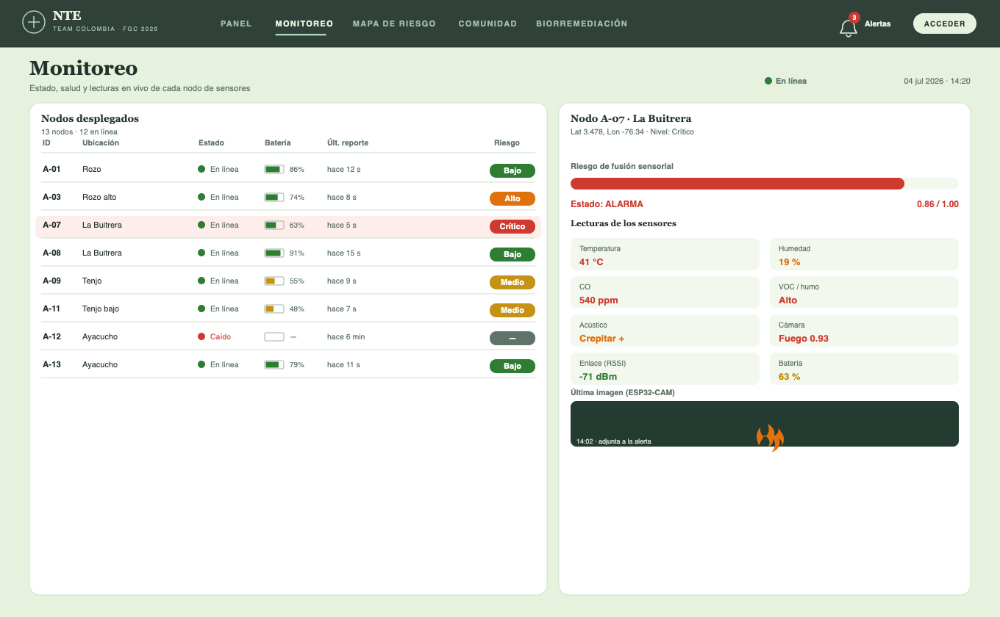 NTE
TEAM COLOMBIA · FGC 2026
PANEL MONITOREO MAPA DE RIESGO COMUNIDAD BIORREMEDIACIÓN
3
Alertas
ACCEDER
Monitoreo
Estado, salud y lecturas en vivo de cada nodo de sensores
En línea
04 jul 2026 · 14:20
Nodos desplegados
13 nodos · 12 en línea
ID Ubicación Estado Batería Últ. reporte Riesgo
A-01 Rozo En línea 86% hace 12 s Bajo
A-03 Rozo alto En línea 74% hace 8 s Alto
A-07 La Buitrera En línea 63% hace 5 s Crítico
A-08 La Buitrera En línea 91% hace 15 s Bajo
A-09 Tenjo En línea 55% hace 9 s Medio
A-11 Tenjo bajo En línea 48% hace 7 s Medio
A-12 Ayacucho Caído — hace 6 min —
A-13 Ayacucho En línea 79% hace 11 s Bajo
Nodo A-07 · La Buitrera
Lat 3.478, Lon -76.34 · Nivel: Crítico
Riesgo de fusión sensorial
Estado: ALARMA 0.86 / 1.00
Lecturas de los sensores
Temperatura
41 °C
Humedad
19 %
CO
540 ppm
VOC / humo
Alto
Acústico
Crepitar +
Cámara
Fuego 0.93
Enlace (RSSI)
-71 dBm
Batería
63 %
Última imagen (ESP32-CAM)
14:02 · adjunta a la alerta